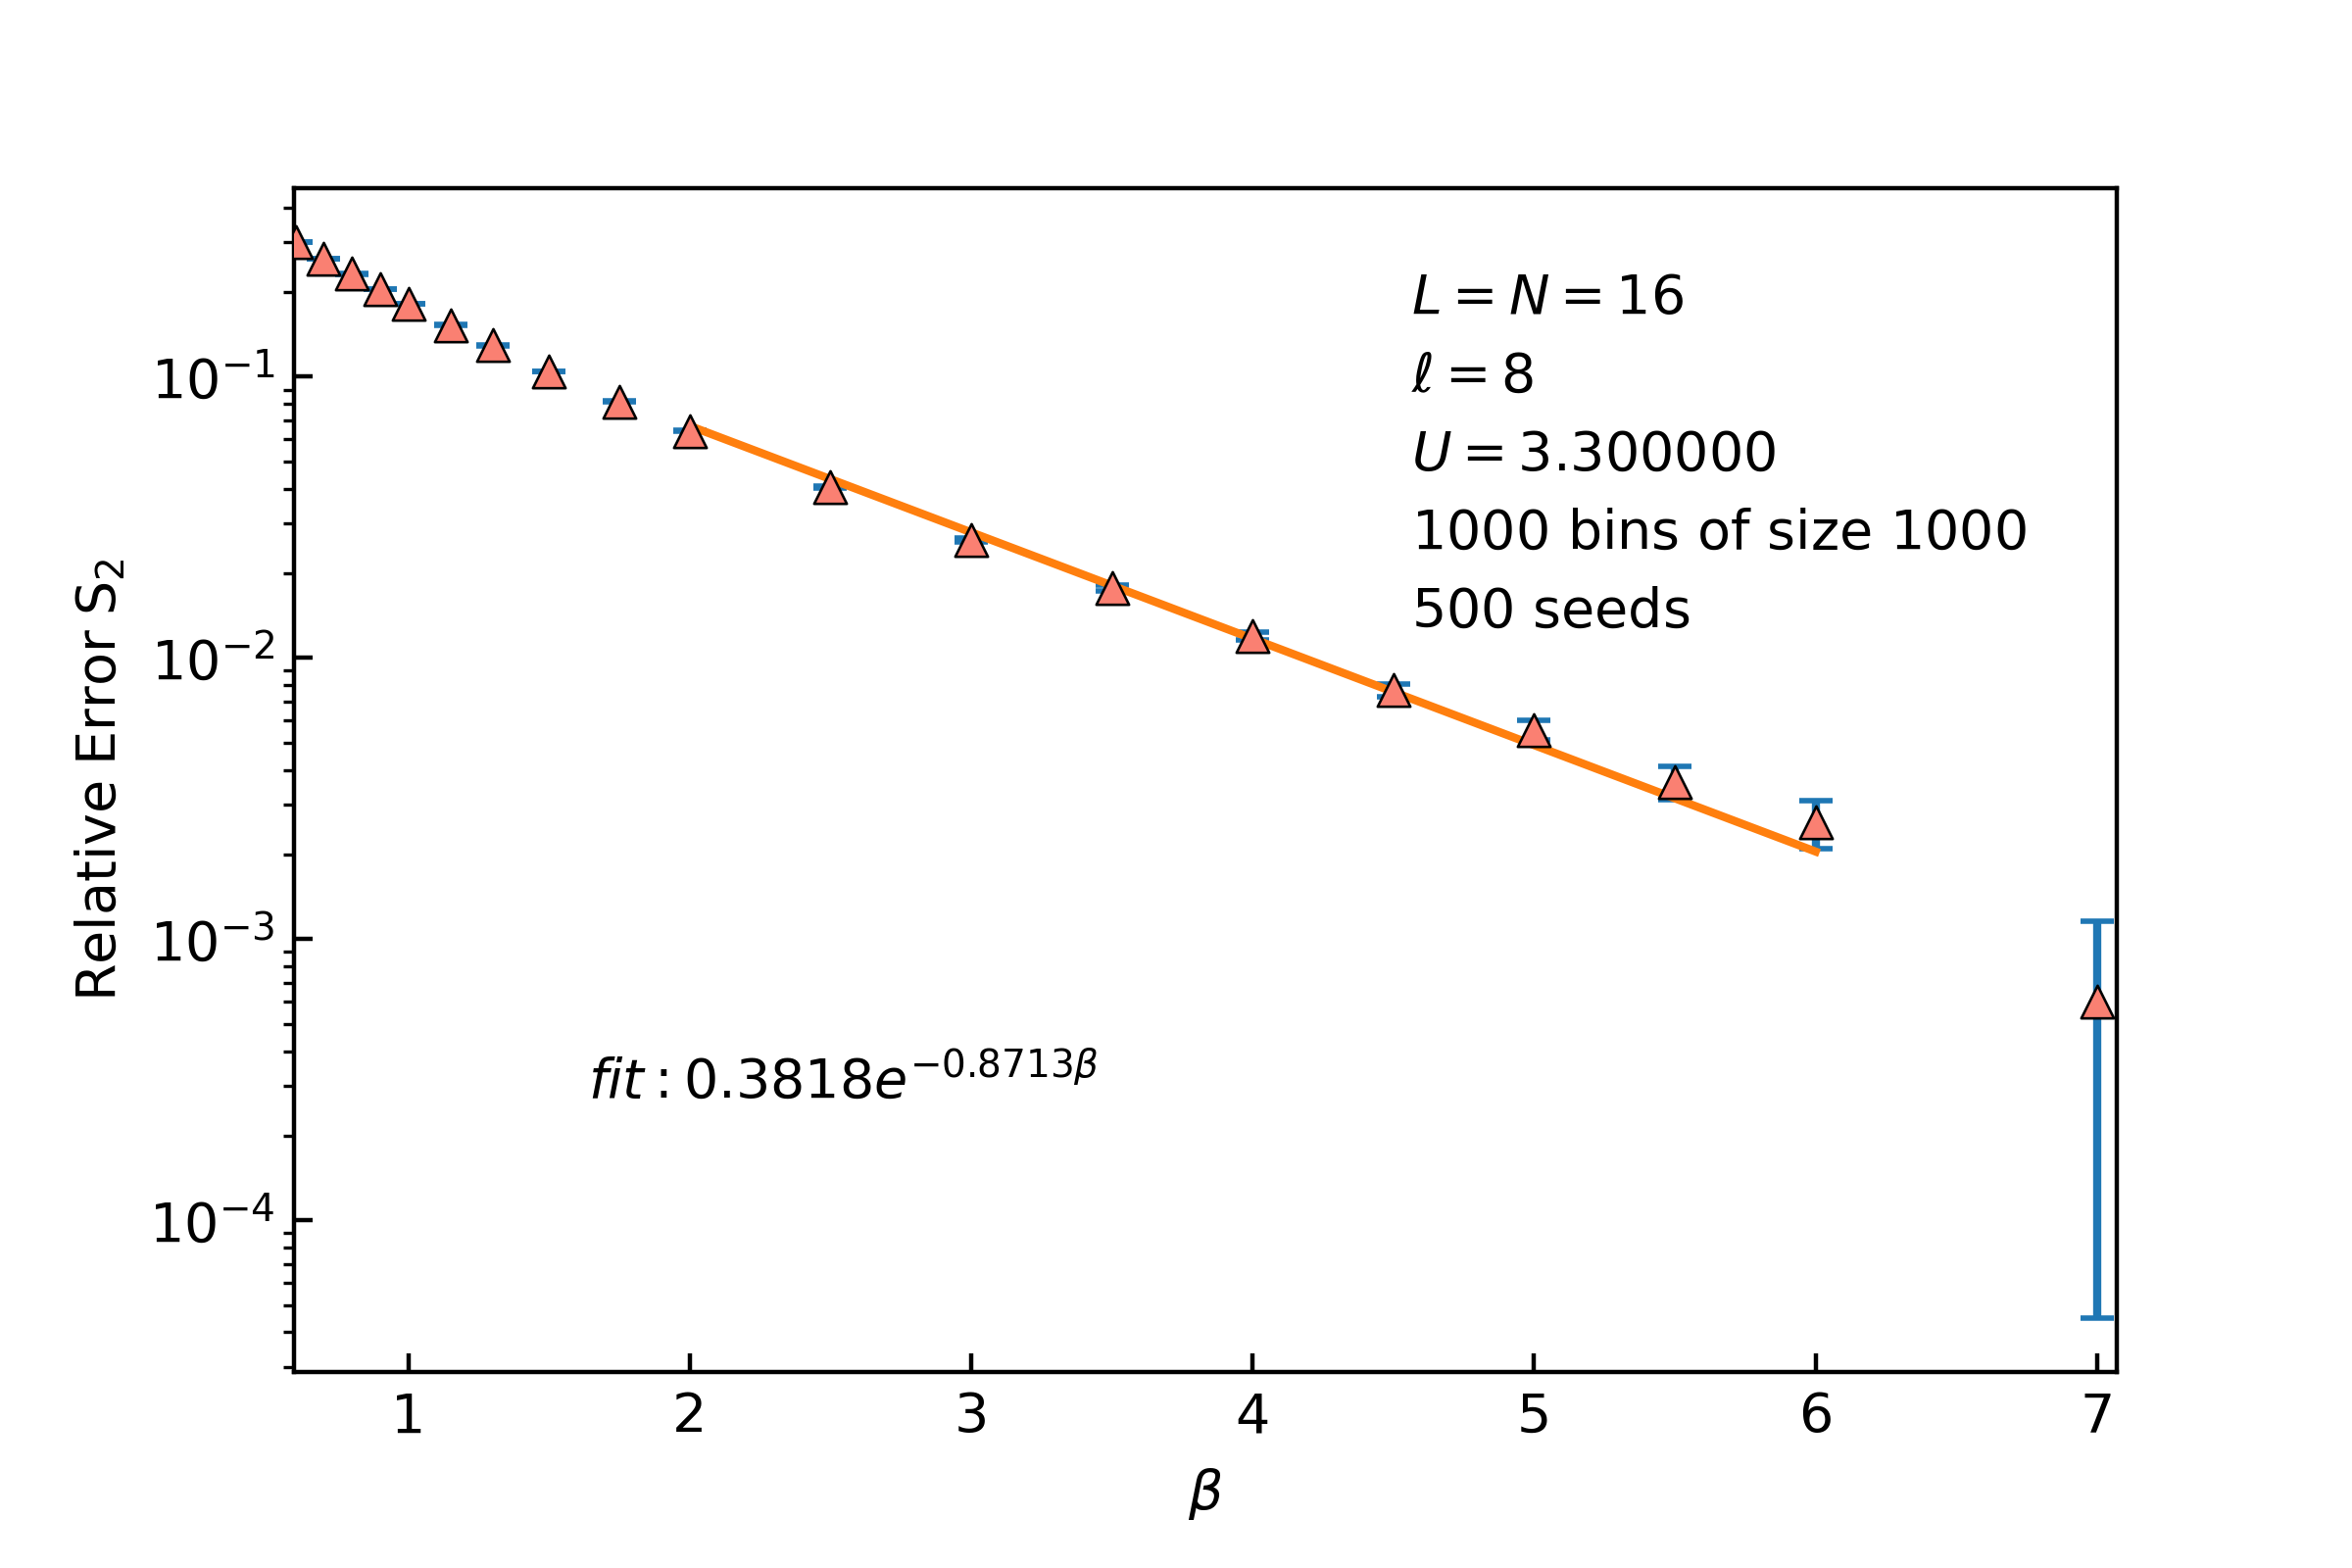 L = N = 16
ℓ = 8
U = 3.300000
1000 bins of size 1000
500 seeds
fit : 0.3818e^{−0.8713β}
Relative Error S₂
10⁻¹
10⁻²
10⁻³
10⁻⁴
1 2 3 4 5 6 7
β